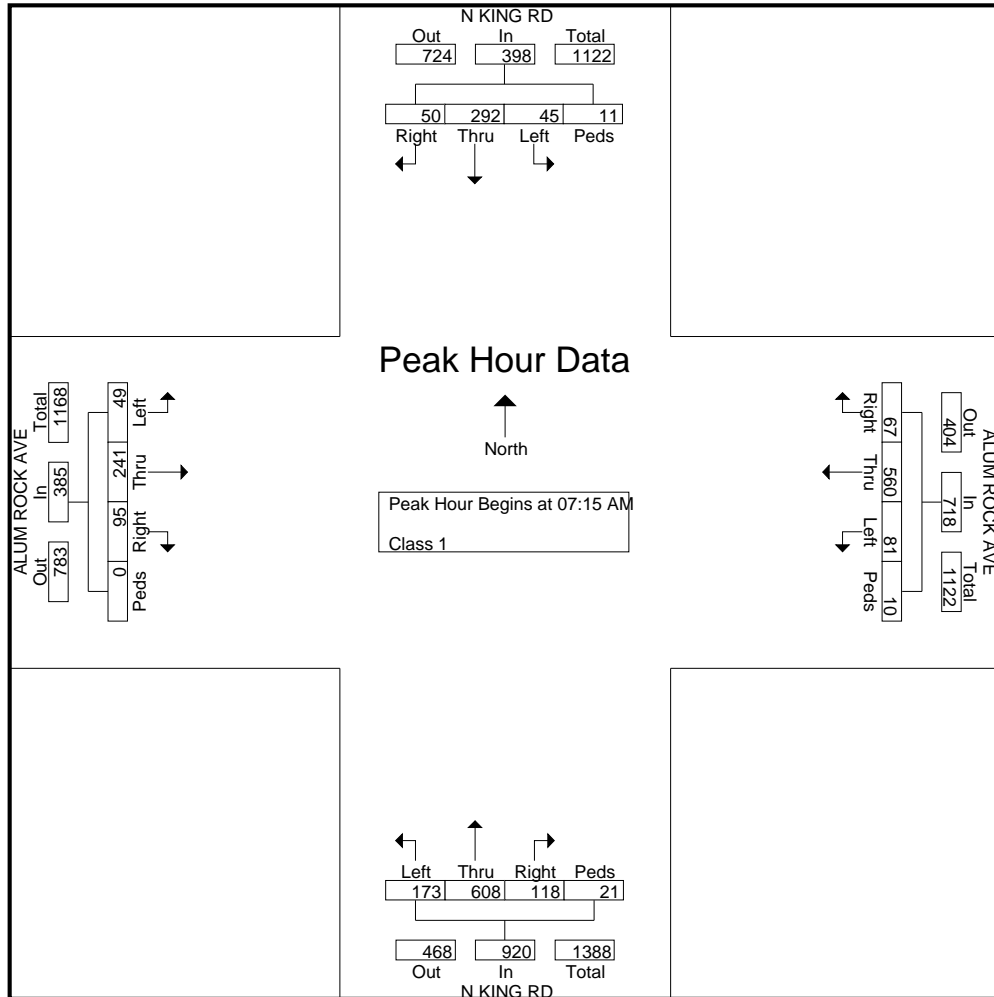 N KING RD
Out In Total
724 398 1122
50 292 45 11
Right Thru Left Peds
Peak Hour Data
North
Peak Hour Begins at 07:15 AM
Class 1
ALUM ROCK AVE
Out In Total
783 385 1168
49 241 95 0
Left Thru Right Peds
ALUM ROCK AVE
Out In Total
404 718 1122
67 560 81 10
Right Thru Left Peds
Left Thru Right Peds
173 608 118 21
468 920 1388
Out In Total
N KING RD